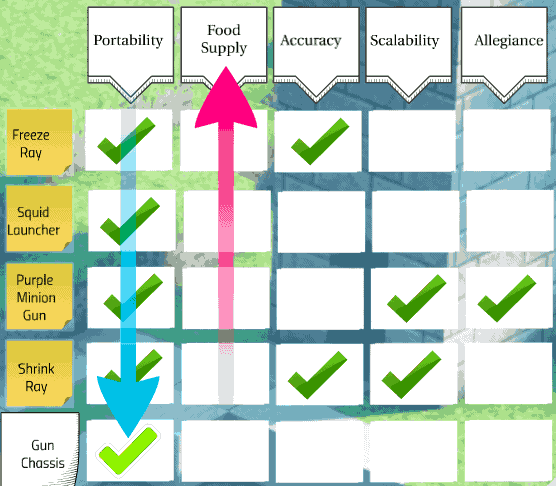 Portability
Food
Supply
Accuracy
Scalability
Allegiance
Freeze
Ray
Squid
Launcher
Purple
Minion
Gun
Shrink
Ray
Gun
Chassis